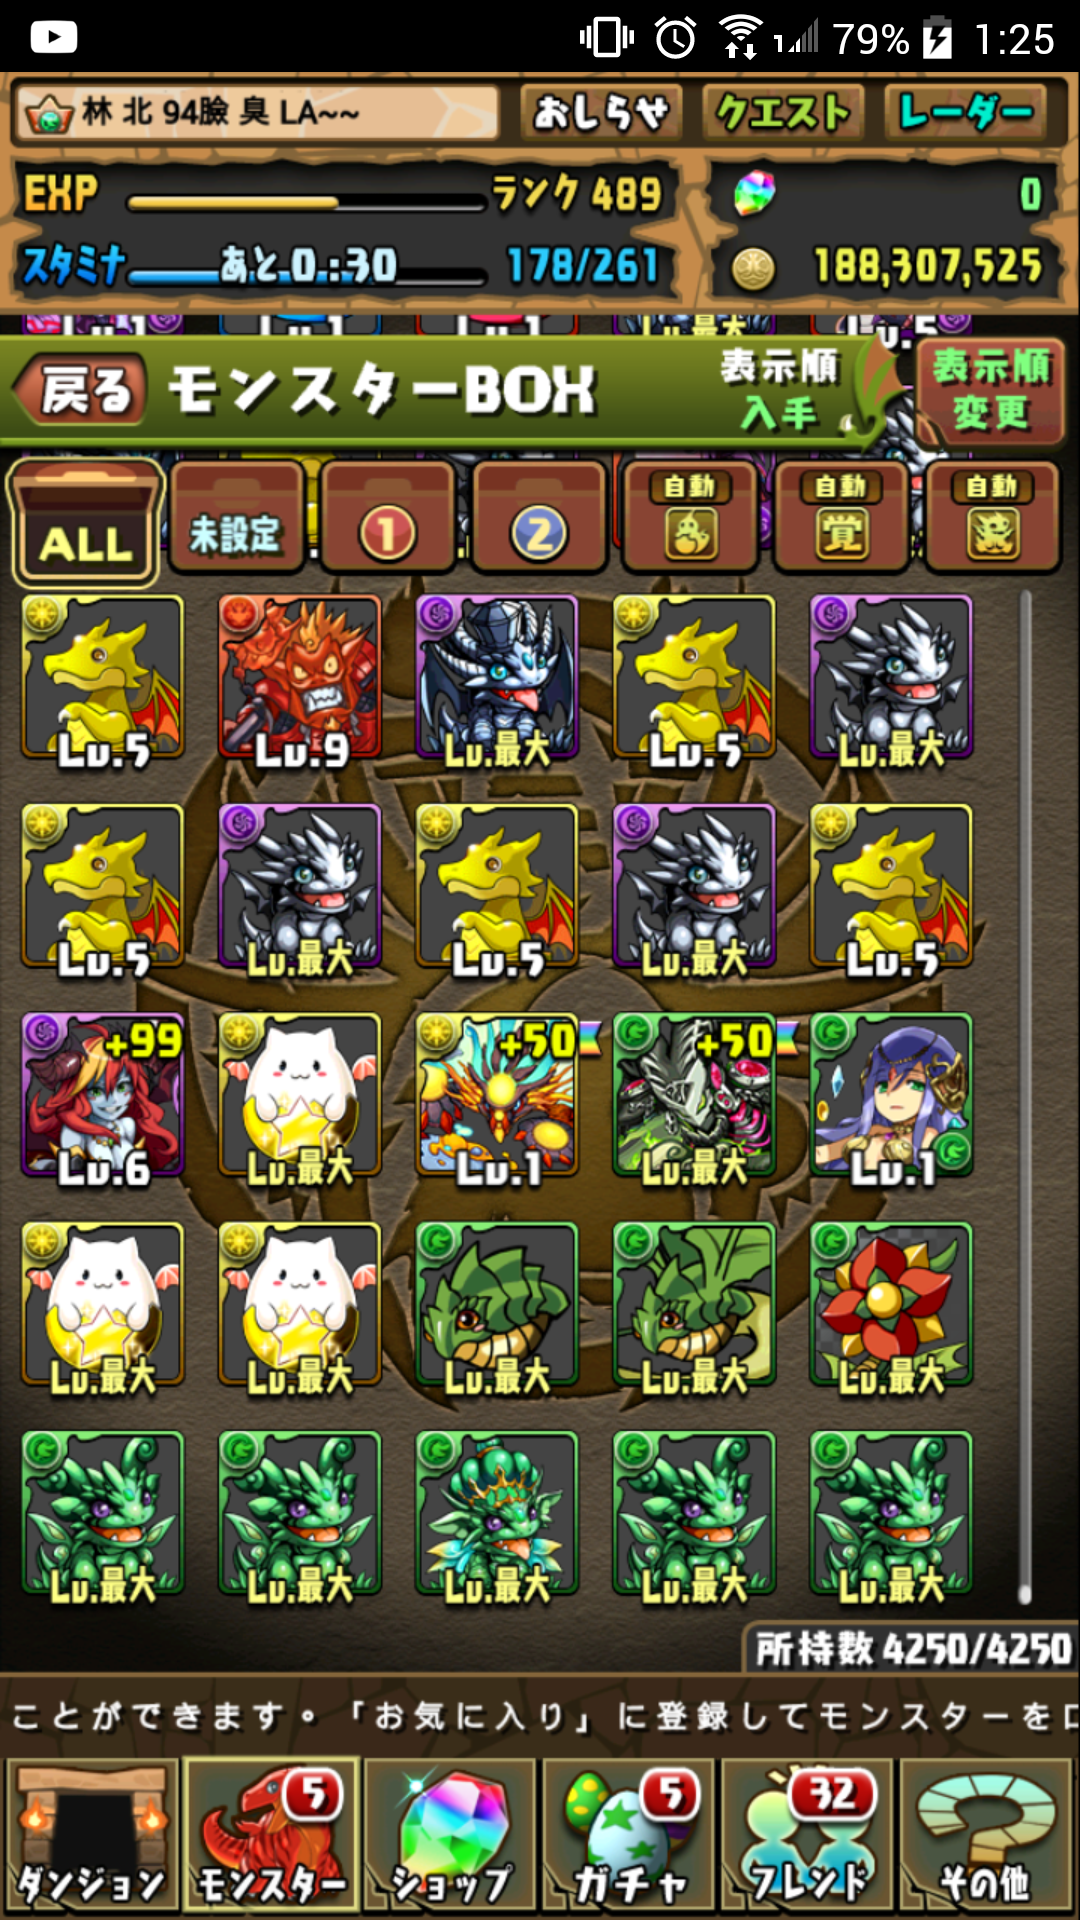 79% 1:25
林 北 94臉 臭 LA~~ おしらせ クエスト レーダー
EXP ランク 489 0
スタミナ あと 0:30 178/261 188,307,525
Lv.最大
戻る モンスターBOX 表示順 入手 表示順 変更
ALL 未設定 1 2 自動 自動 覚 自動
Lv.5 Lv.9 Lv.最大 Lv.5 Lv.最大
Lv.5 Lv.最大 Lv.5 Lv.最大 Lv.5
+99 +50 +50
Lv.6 Lv.最大 Lv.1 Lv.最大 Lv.1
Lv.最大 Lv.最大 Lv.最大 Lv.最大 Lv.最大
Lv.最大 Lv.最大 Lv.最大 Lv.最大 Lv.最大
所持数 4250/4250
ことができます。「お気に入り」に登録してモンスターを
5 5 32
ダンジョン モンスター ショップ ガチャ フレンド その他